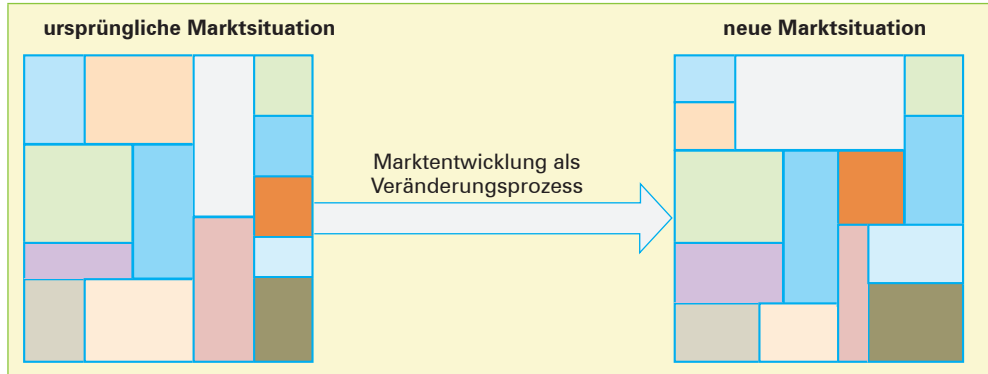 ursprüngliche Marktsituation
neue Marktsituation
Marktentwicklung als
Veränderungsprozess